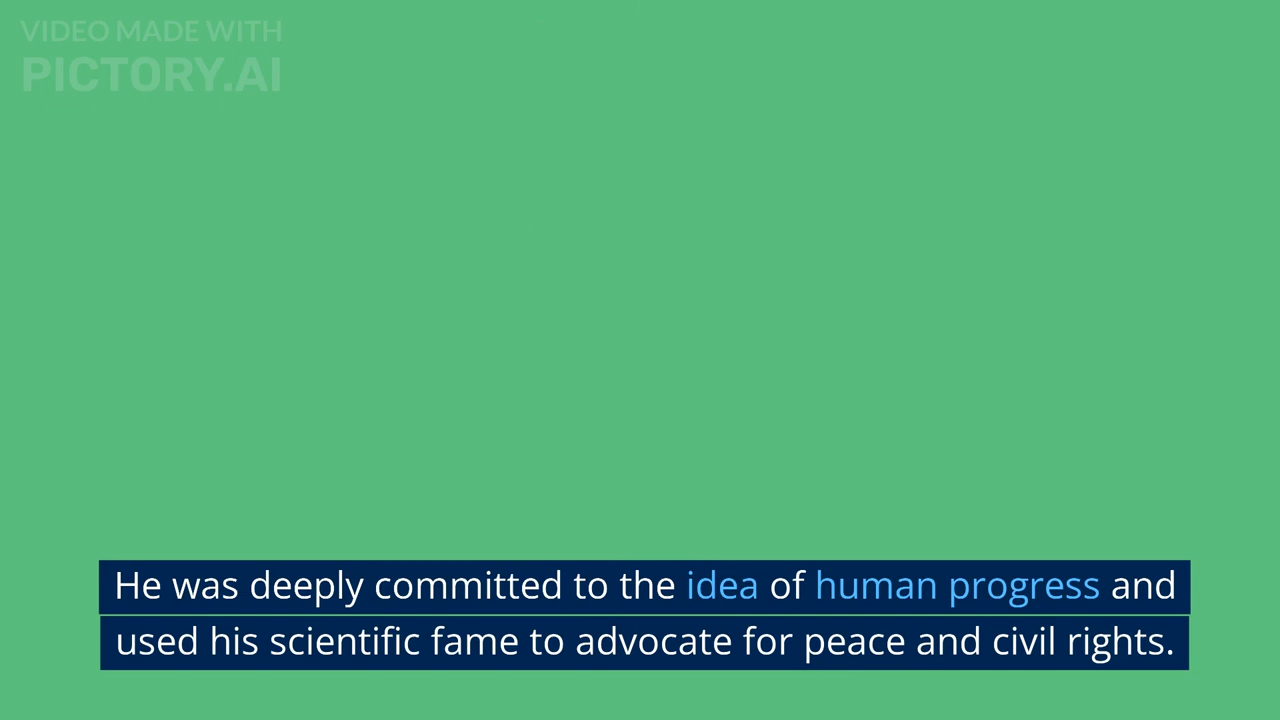 VIDEO MADE WITH
PICTORY.AI
He was deeply committed to the idea of human progress and
used his scientific fame to advocate for peace and civil rights.